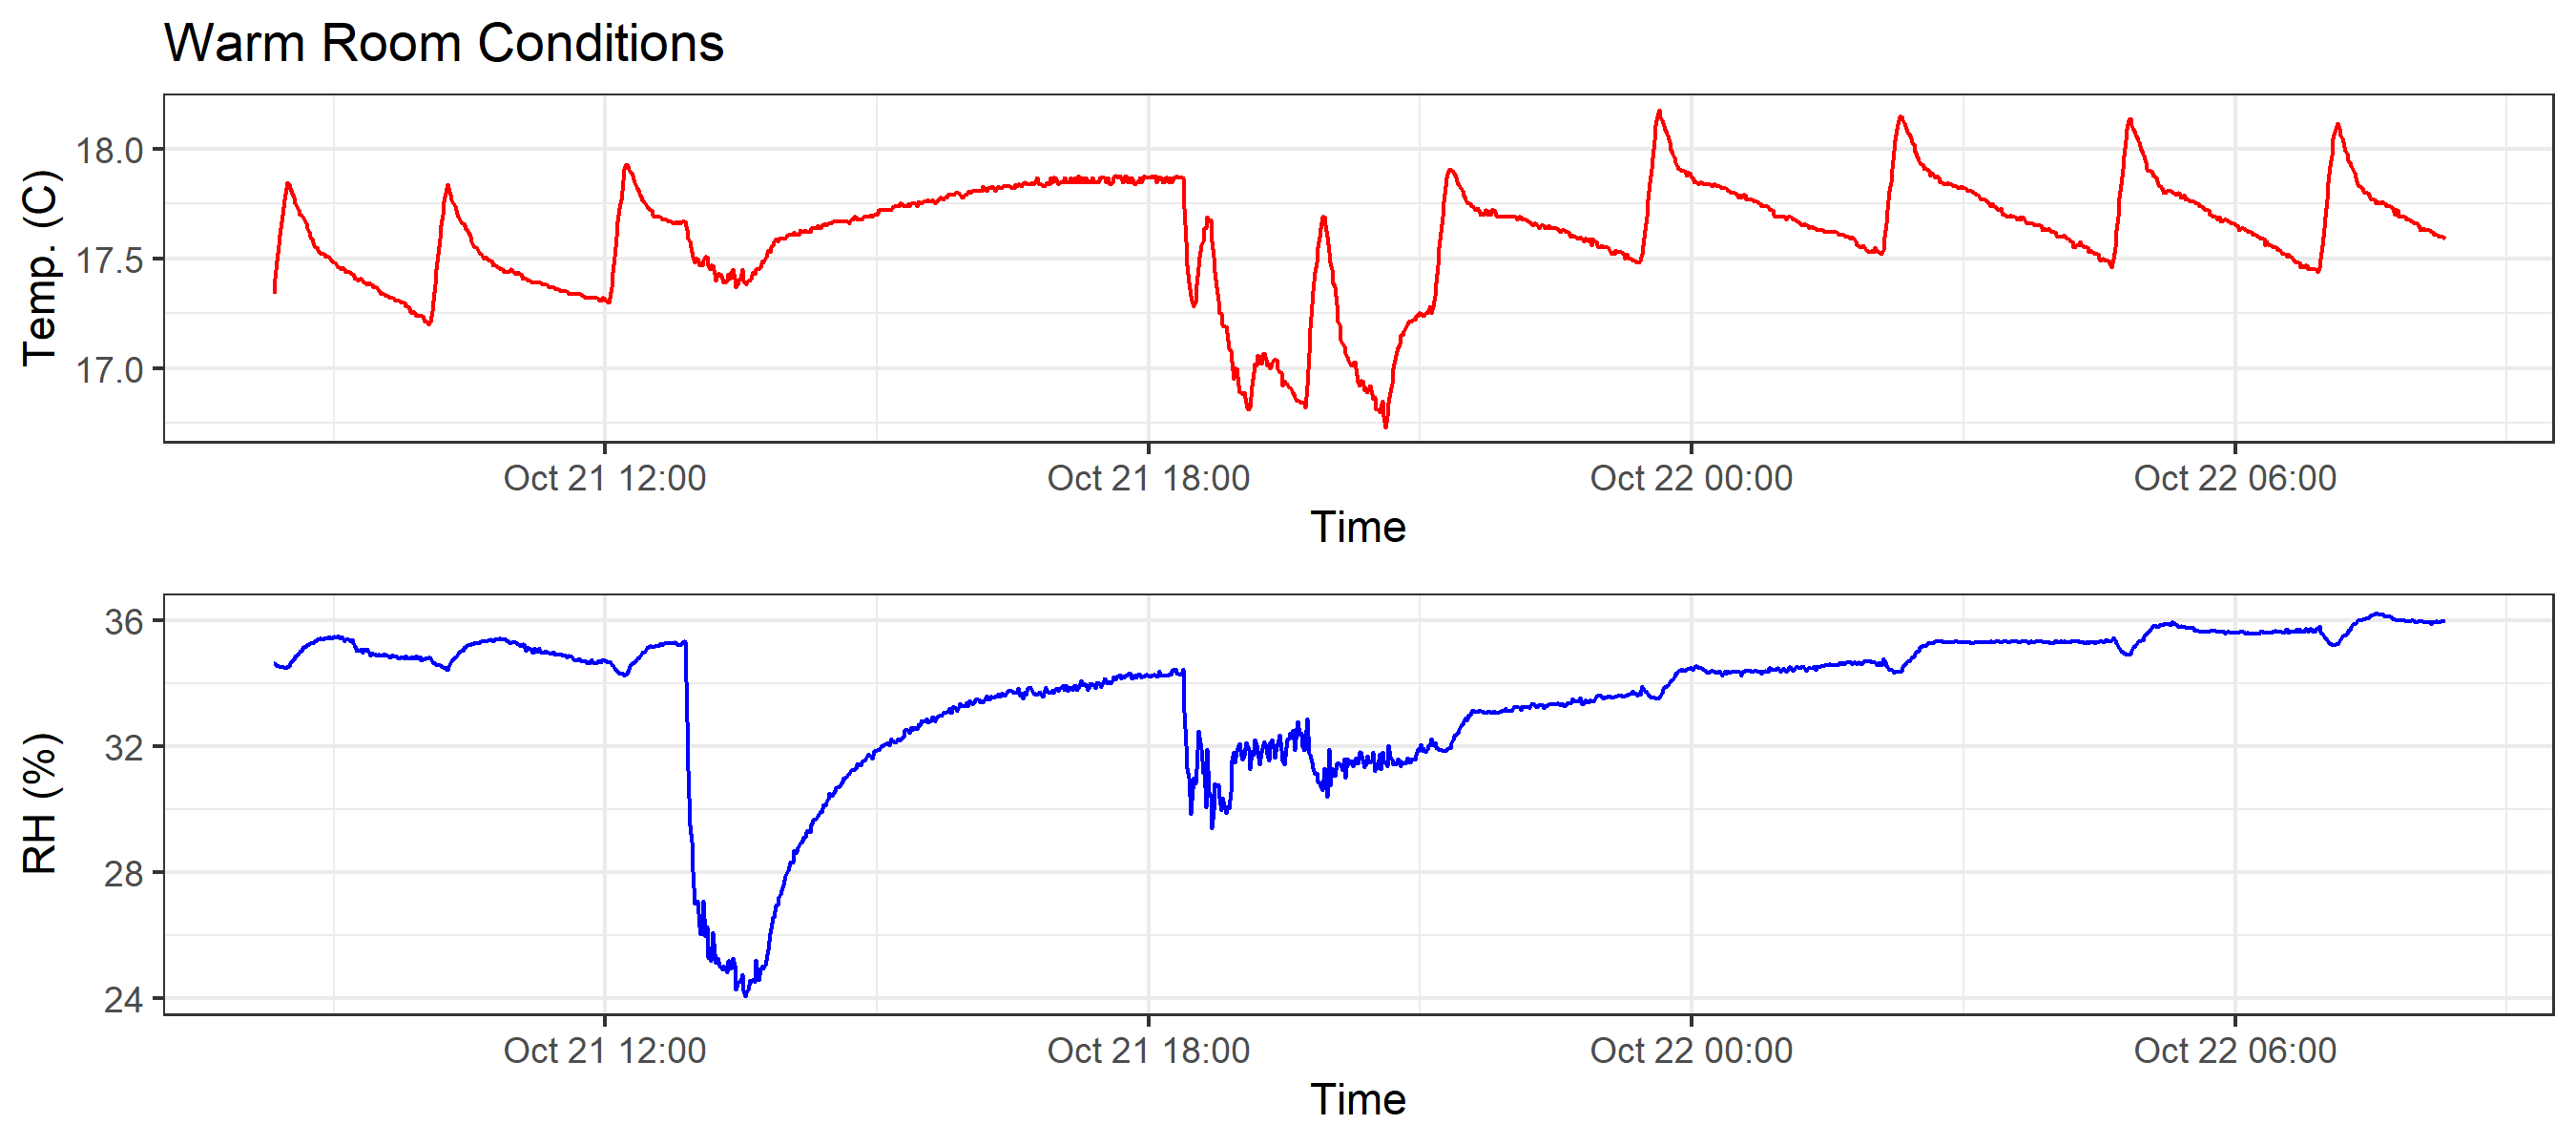 Warm Room Conditions
Temp. (C)
18.0
17.5
17.0
Oct 21 12:00 Oct 21 18:00 Oct 22 00:00 Oct 22 06:00
Time
RH (%)
36
32
28
24
Oct 21 12:00 Oct 21 18:00 Oct 22 00:00 Oct 22 06:00
Time